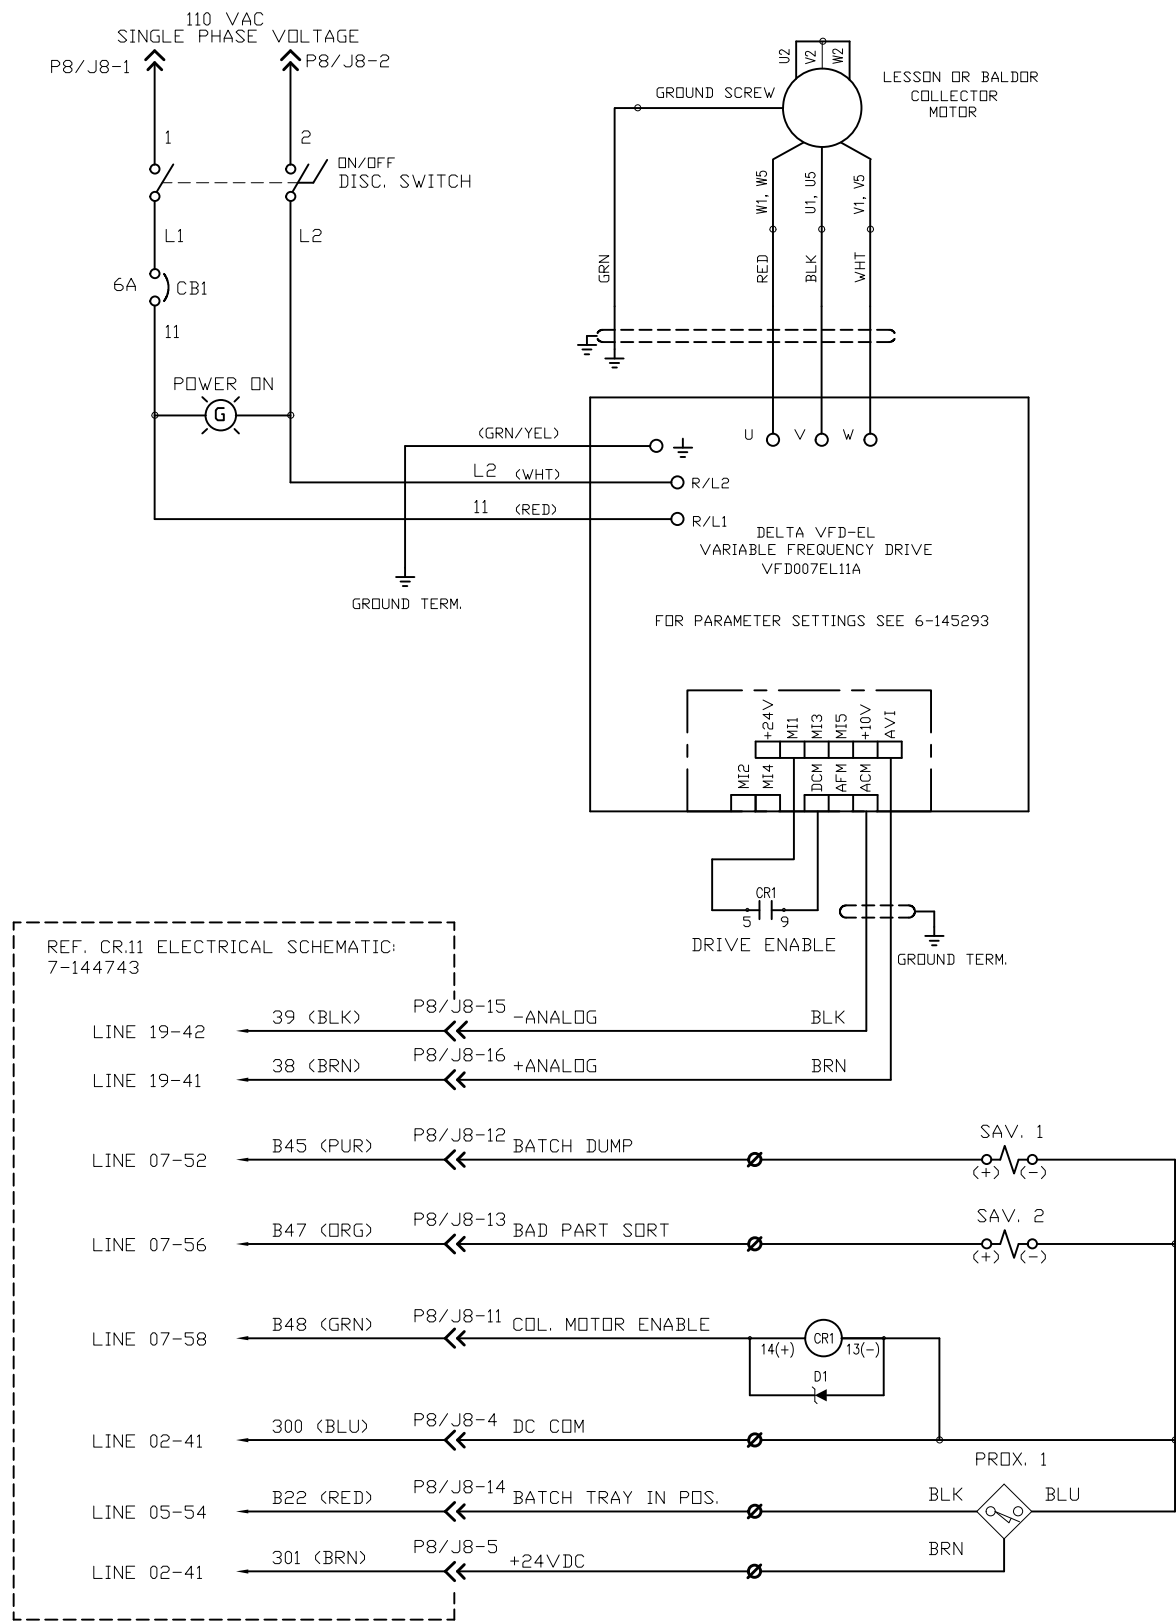 110 VAC
SINGLE PHASE VOLTAGE
P8/J8-1
P8/J8-2
1
2
ON/OFF
DISC. SWITCH
L1
L2
6A
CB1
11
POWER ON
G
U2
V2
W2
LESSON OR BALDOR
COLLECTOR
MOTOR
GROUND SCREW
W1, W5
U1, U5
V1, V5
GRN
RED
BLK
WHT
U
V
W
(GRN/YEL)
L2 (WHT)
R/L2
11 (RED)
R/L1
GROUND TERM.
DELTA VFD-EL
VARIABLE FREQUENCY DRIVE
VFD007EL11A
FOR PARAMETER SETTINGS SEE 6-145293
+24V
MI1
MI3
MI5
+10V
AVI
MI2
MI4
DCM
AFM
ACM
CR1
5
9
DRIVE ENABLE
GROUND TERM.
REF. CR.11 ELECTRICAL SCHEMATIC:
7-144743
LINE 19-42
39 (BLK)
P8/J8-15
-ANALOG
BLK
LINE 19-41
38 (BRN)
P8/J8-16
+ANALOG
BRN
LINE 07-52
B45 (PUR)
P8/J8-12
BATCH DUMP
SAV. 1
(+)
(-)
LINE 07-56
B47 (ORG)
P8/J8-13
BAD PART SORT
SAV. 2
(+)
(-)
LINE 07-58
B48 (GRN)
P8/J8-11
COL. MOTOR ENABLE
14(+)
CR1
13(-)
D1
LINE 02-41
300 (BLU)
P8/J8-4
DC COM
PROX. 1
LINE 05-54
B22 (RED)
P8/J8-14
BATCH TRAY IN POS.
BLK
BLU
LINE 02-41
301 (BRN)
P8/J8-5
+24VDC
BRN